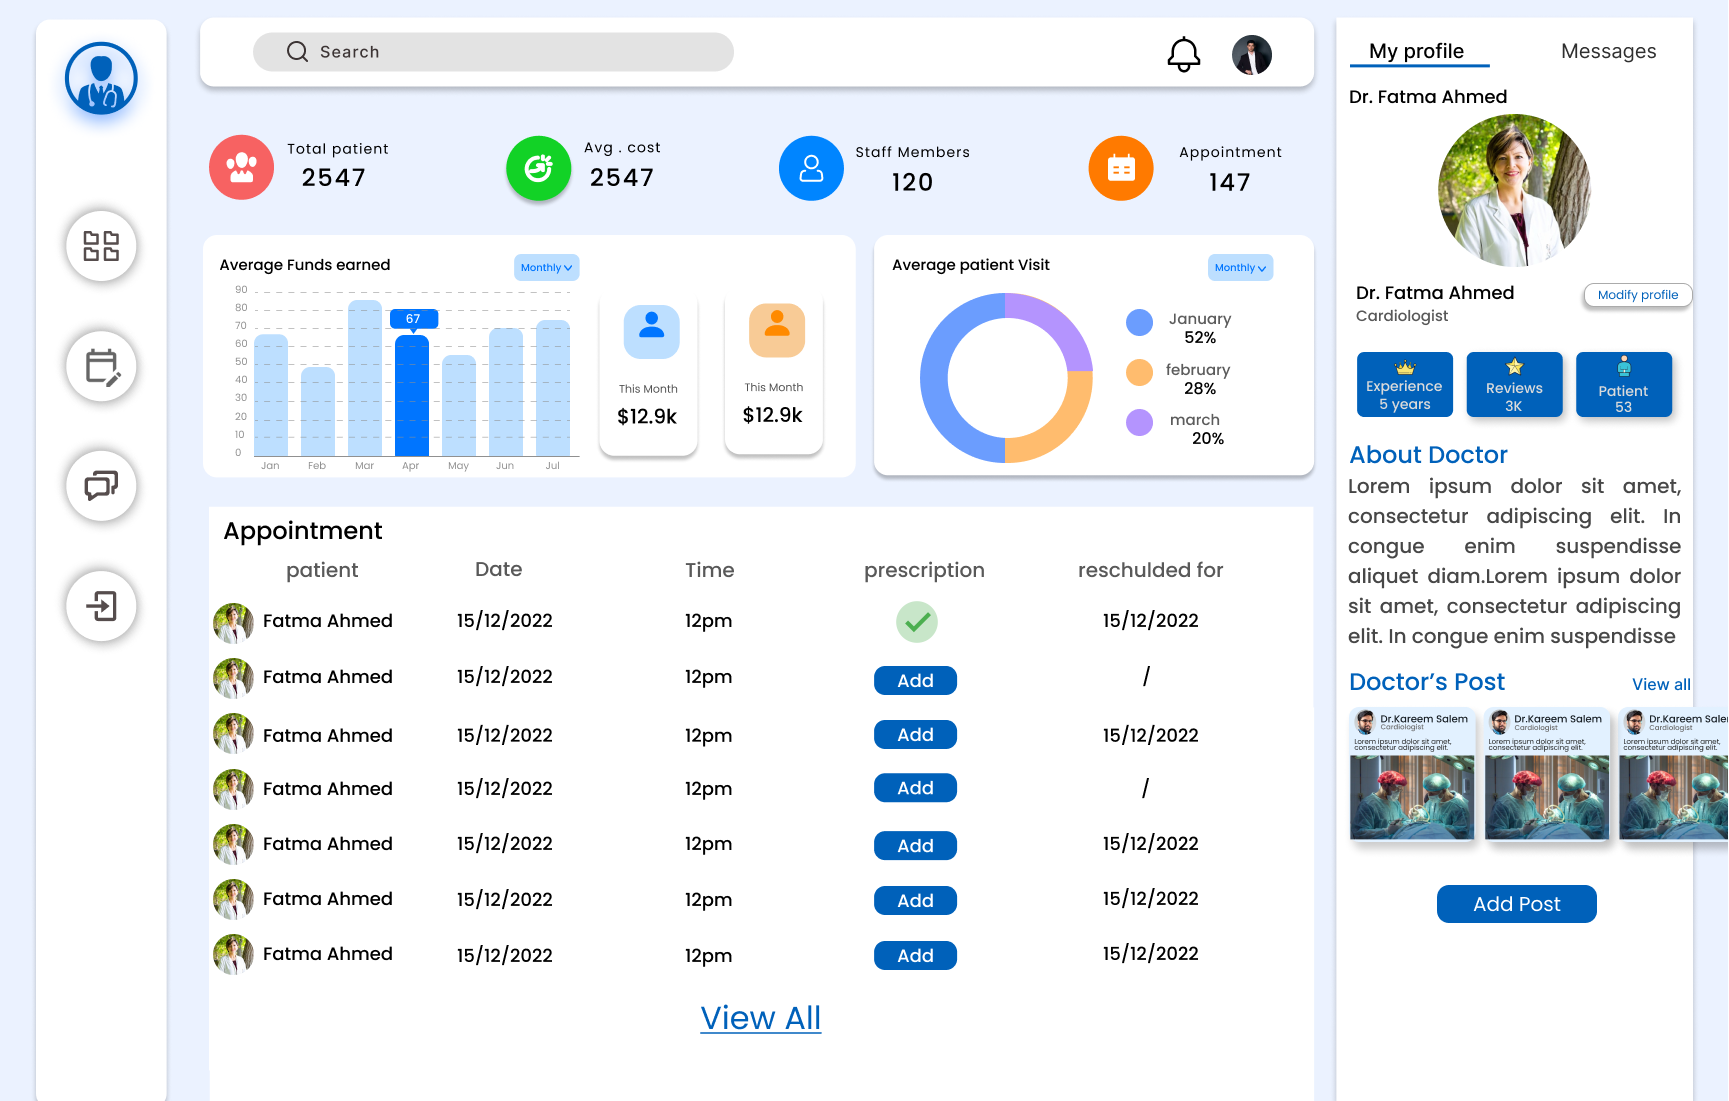 Search
Total patient
2547
Avg . cost
2547
Staff Members
120
Appointment
147
Average Funds earned
Monthly
90
80
70
60
50
40
30
20
10
0
67
Jan Feb Mar Apr May Jun Jul
This Month
$12.9k
This Month
$12.9k
Average patient Visit
Monthly
January
52%
february
28%
march
20%
Appointment
patient Date Time prescription reschulded for
Fatma Ahmed 15/12/2022 12pm 15/12/2022
Fatma Ahmed 15/12/2022 12pm Add /
Fatma Ahmed 15/12/2022 12pm Add 15/12/2022
Fatma Ahmed 15/12/2022 12pm Add /
Fatma Ahmed 15/12/2022 12pm Add 15/12/2022
Fatma Ahmed 15/12/2022 12pm Add 15/12/2022
Fatma Ahmed 15/12/2022 12pm Add 15/12/2022
View All
My profile Messages
Dr. Fatma Ahmed
Dr. Fatma Ahmed
Modify profile
Cardiologist
Experience
5 years
Reviews
3K
Patient
53
About Doctor
Lorem ipsum dolor sit amet,
consectetur adipiscing elit. In
congue enim suspendisse
aliquet diam.Lorem ipsum dolor
sit amet, consectetur adipiscing
elit. In congue enim suspendisse
Doctor’s Post
View all
Dr.Kareem Salem
Cardiologist
Lorem ipsum dolor sit amet,
consectetur adipiscing elit.
Dr.Kareem Salem
Cardiologist
Lorem ipsum dolor sit amet,
consectetur adipiscing elit.
Dr.Kareem Saler
Cardiologist
Lorem ipsum dolor sit amet,
consectetur adipiscing elit.
Add Post